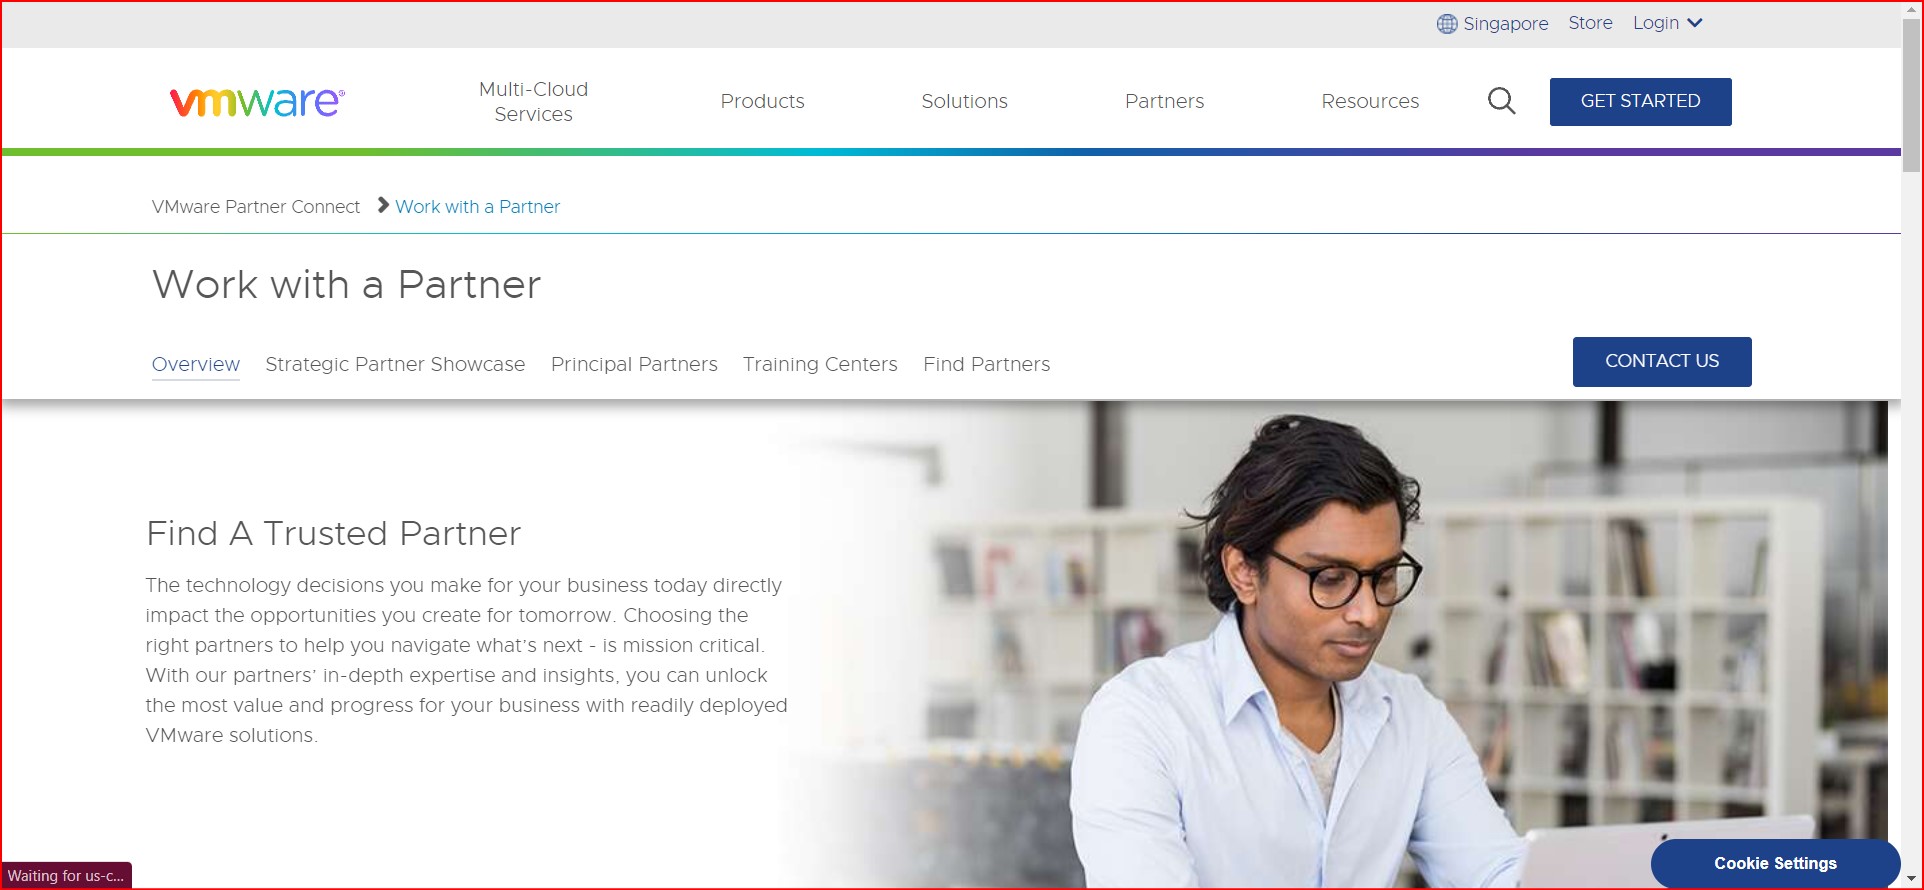 Singapore Store Login
vmware®
Multi-Cloud
Services
Products
Solutions
Partners
Resources
GET STARTED
VMware Partner Connect
Work with a Partner
Work with a Partner
Overview
Strategic Partner Showcase
Principal Partners
Training Centers
Find Partners
CONTACT US
Find A Trusted Partner
The technology decisions you make for your business today directly
impact the opportunities you create for tomorrow. Choosing the
right partners to help you navigate what's next - is mission critical.
With our partners' in-depth expertise and insights, you can unlock
the most value and progress for your business with readily deployed
VMware solutions.
Waiting for us-c...
Cookie Settings